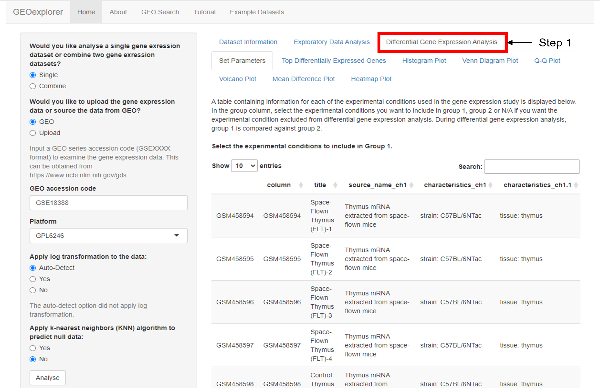 GEOexplorer Home About GEO Search Tutorial Example Datasets
Would you like analyse a single gene exression
dataset or combine two gene expression
datasets?
Single
Combine
Would you like to upload the gene expression
data or source the data from GEO?
GEO
Upload
Input a GEO series accession code (GSEXXXX
format) to examine the gene expression data. This
can be obtained from
https://www.ncbi.nlm.nih.gov/gds.
GEO accession code
GSE18388
Platform
GPL6246
Apply log transformation to the data:
Auto-Detect
Yes
No
The auto-detect option did not apply log
transformation.
Apply k-nearest neighbors (KNN) algorithm to
predict null data:
Yes
No
Analyse
Dataset Information Exploratory Data Analysis Differential Gene Expression Analysis Step 1
Set Parameters Top Differentially Expressed Genes Histogram Plot Venn Diagram Plot Q-Q Plot
Volcano Plot Mean Difference Plot Heatmap Plot
A table containing information for each of the experimental conditions used in the gene expression study is displayed below.
In the group column, select the experimental conditions you want to include in group 1, group 2 or N/A if you want the
experimental condition excluded from differential gene expression analysis. During differential gene expression analysis,
group 1 is compared against group 2.
Select the experimental conditions to include in Group 1.
Show 10 entries Search:
column title source_name_ch1 characteristics_ch1 characteristics_ch1.1
GSM458594 GSM458594 Space-
Flown
Thymus
(FLT)-1 Thymus mRNA
extracted from space-
flown mice strain: C57BL/6NTac tissue: thymus
GSM458595 GSM458595 Space-
Flown
Thymus
(FLT)-2 Thymus mRNA
extracted from space-
flown mice strain: C57BL/6NTac tissue: thymus
GSM458596 GSM458596 Space-
Flown
Thymus
(FLT)-3 Thymus mRNA
extracted from space-
flown mice strain: C57BL/6NTac tissue: thymus
GSM458597 GSM458597 Space-
Flown
Thymus
(FLT)-4 Thymus mRNA
extracted from space-
flown mice strain: C57BL/6NTac tissue: thymus
GSM458598 GSM458598 Control
Thymus Thymus mRNA
extracted from strain: C57BL/6NTac tissue: thymus